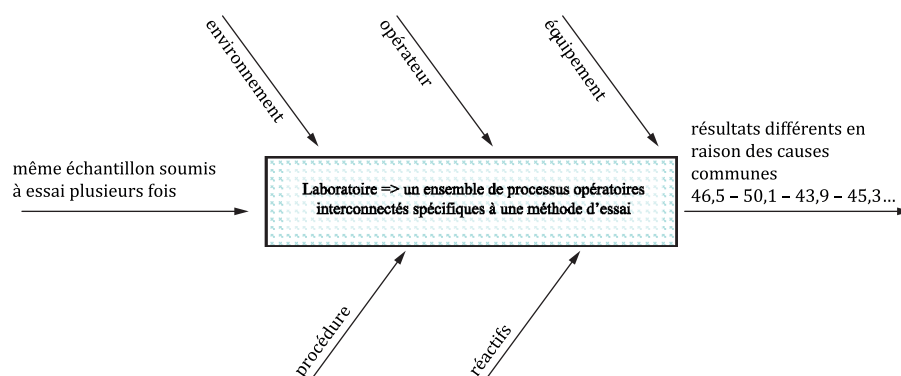 environnement
opérateur
équipement
même échantillon soumis
à essai plusieurs fois
Laboratoire => un ensemble de processus opératoires
interconnectés spécifiques à une méthode d'essai
résultats différents en
raison des causes
communes
46,5 – 50,1 – 43,9 – 45,3...
procédure
réactifs